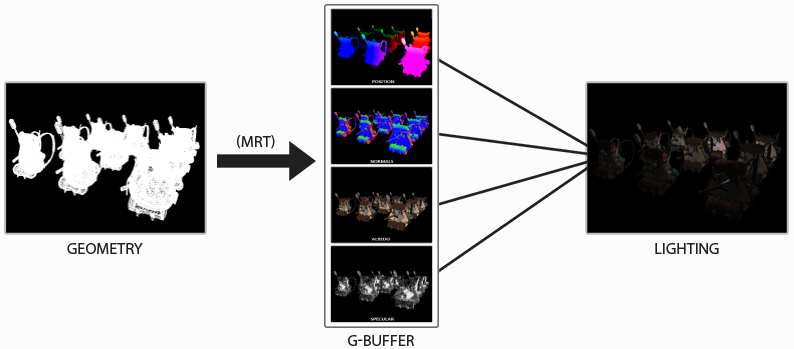 (MRT)
GEOMETRY
POSITION
NORMALS
ALBEDO
SPECULAR
G-BUFFER
LIGHTING